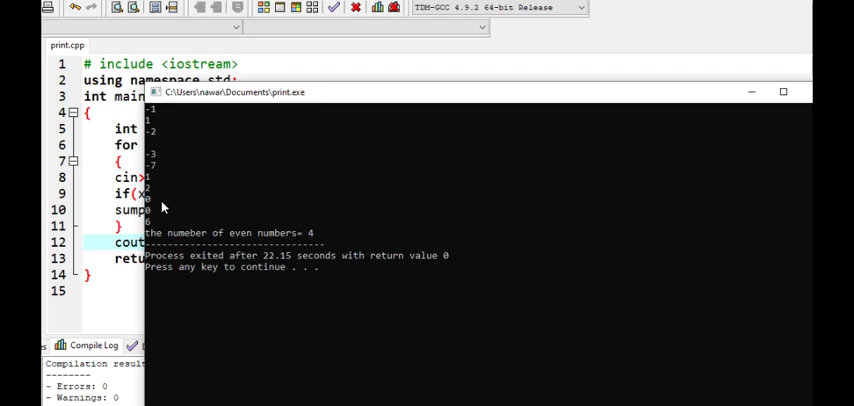 TDM-GCC 4.9.2 64-bit Release
print.cpp
1 # include <iostream>
2 using namespace std;
3 int main
4 {
5 int
6 for
7 {
8 cin>
9 if(x
10 sump
11 }
12 cout
13 retu
14 }
15
C:\Users\nawar\Documents\print.exe
-1
1
-2
-3
-7
1
2
0
0
6
the numeber of even numbers= 4
--------------------------------
Process exited after 22.15 seconds with return value 0
Press any key to continue . . .
es Compile Log
Compilation result
--------
- Errors: 0
- Warnings: 0